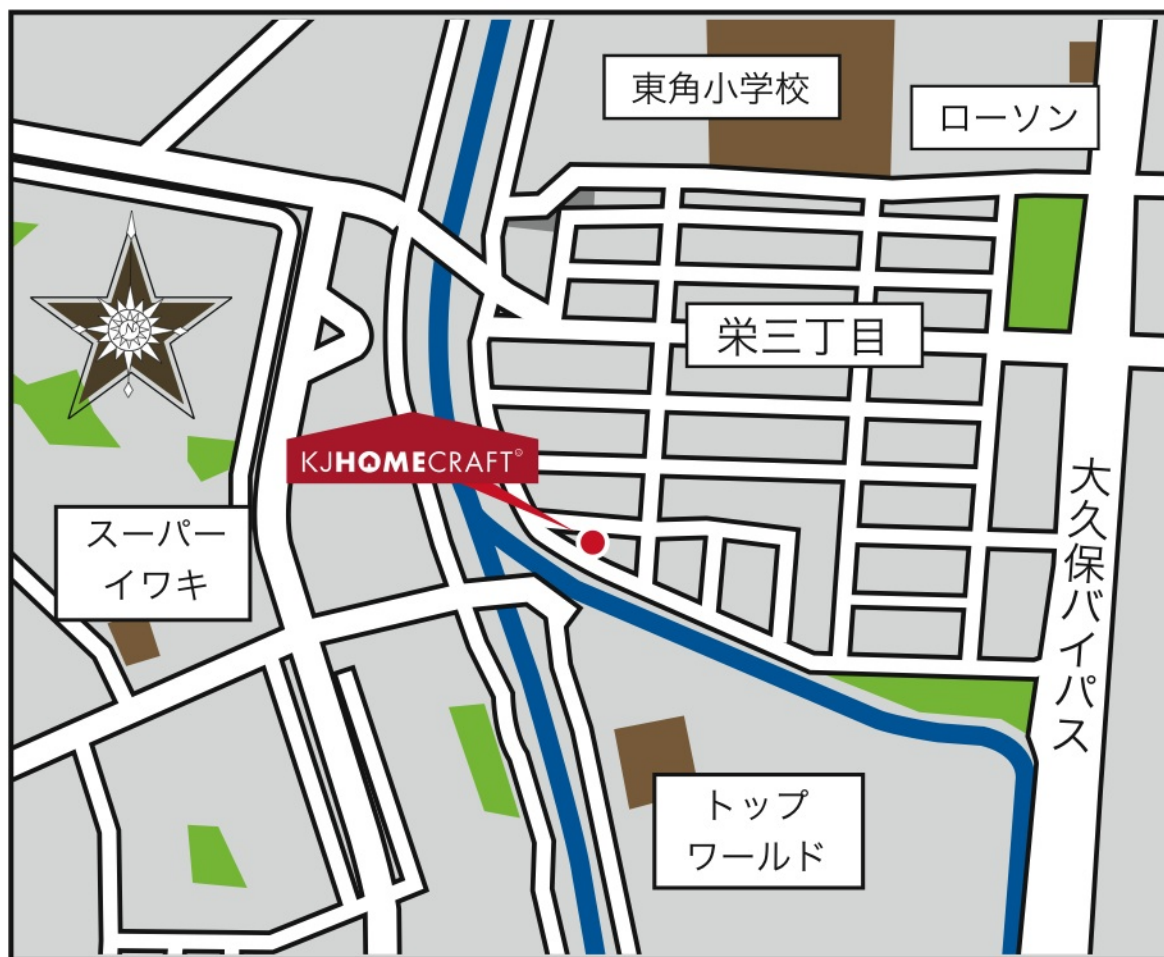 東角小学校
ローソン
栄三丁目
KJHOMECRAFT
スーパー
イワキ
大久保バイパス
トップ
ワールド
N